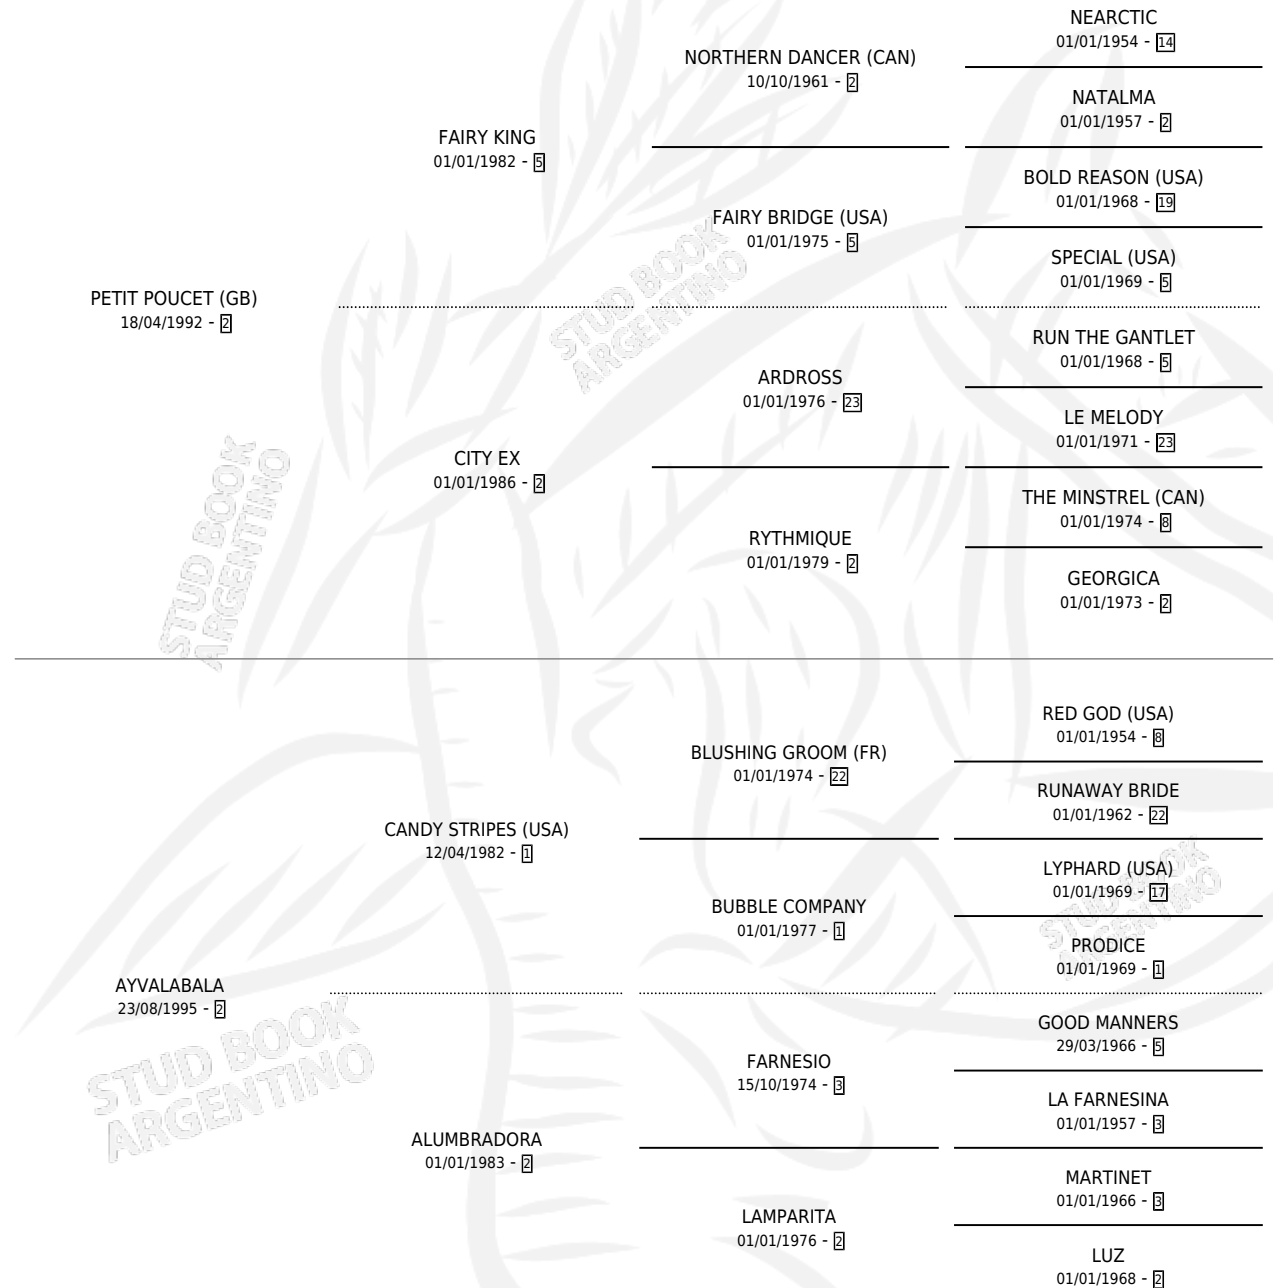 NEARCTIC
01/01/1954 - 14
NORTHERN DANCER (CAN)
10/10/1961 - 2
NATALMA
01/01/1957 - 2
FAIRY KING
01/01/1982 - 5
BOLD REASON (USA)
01/01/1968 - 19
FAIRY BRIDGE (USA)
01/01/1975 - 5
SPECIAL (USA)
01/01/1969 - 5
PETIT POUCET (GB)
18/04/1992 - 2
STUD BOOK
ARGENTINO
RUN THE GANTLET
01/01/1968 - 5
ARDROSS
01/01/1976 - 23
LE MELODY
01/01/1971 - 23
CITY EX
01/01/1986 - 2
THE MINSTREL (CAN)
01/01/1974 - 8
RYTHMIQUE
01/01/1979 - 2
GEORGICA
01/01/1973 - 2
STUD BOOK
ARGENTINO
RED GOD (USA)
01/01/1954 - 8
BLUSHING GROOM (FR)
01/01/1974 - 22
RUNAWAY BRIDE
01/01/1962 - 22
CANDY STRIPES (USA)
12/04/1982 - 1
LYPHARD (USA)
01/01/1969 - 17
STUD BOOK
ARGENTINO
BUBBLE COMPANY
01/01/1977 - 1
PRODICE
01/01/1969 - 1
AYVALABALA
23/08/1995 - 2
STUD BOOK
ARGENTINO
GOOD MANNERS
29/03/1966 - 5
FARNESIO
15/10/1974 - 3
LA FARNESINA
01/01/1957 - 3
ALUMBRADORA
01/01/1983 - 2
MARTINET
01/01/1966 - 3
LAMPARITA
01/01/1976 - 2
LUZ
01/01/1968 - 2